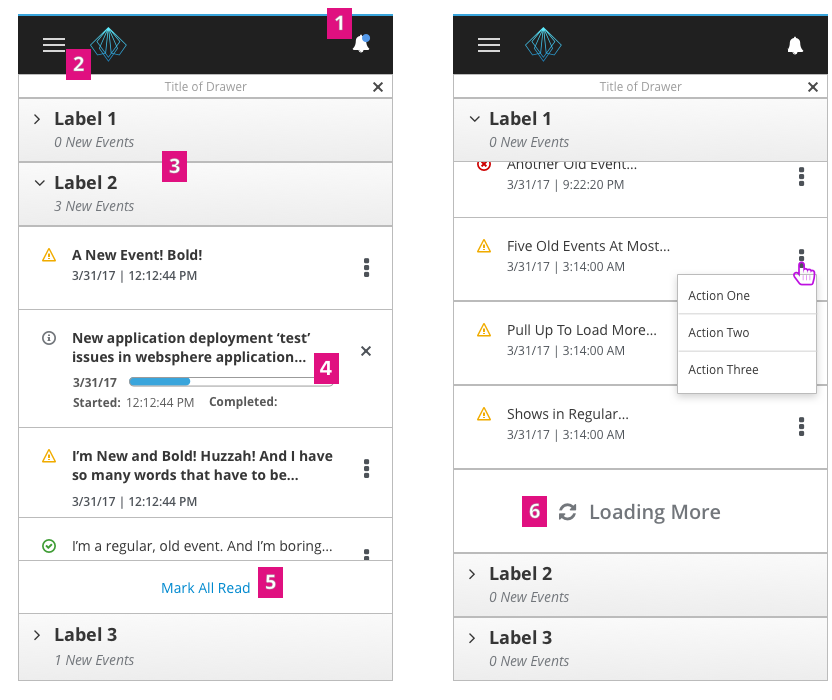 1
2
Title of Drawer
Label 1
0 New Events
3
Label 2
3 New Events
A New Event! Bold!
3/31/17 | 12:12:44 PM
New application deployment ‘test’
issues in websphere application...
4
3/31/17
Started: 12:12:44 PM Completed:
I’m New and Bold! Huzzah! And I have
so many words that have to be...
3/31/17 | 12:12:44 PM
I’m a regular, old event. And I’m boring...
Mark All Read
5
Label 3
1 New Events
Title of Drawer
Label 1
0 New Events
Another Old Event...
3/31/17 | 9:22:20 PM
Five Old Events At Most...
3/31/17 | 3:14:00 AM
Action One
Action Two
Action Three
Pull Up To Load More...
3/31/17 | 3:14:00 AM
Shows in Regular...
3/31/17 | 3:14:00 AM
6
Loading More
Label 2
0 New Events
Label 3
0 New Events